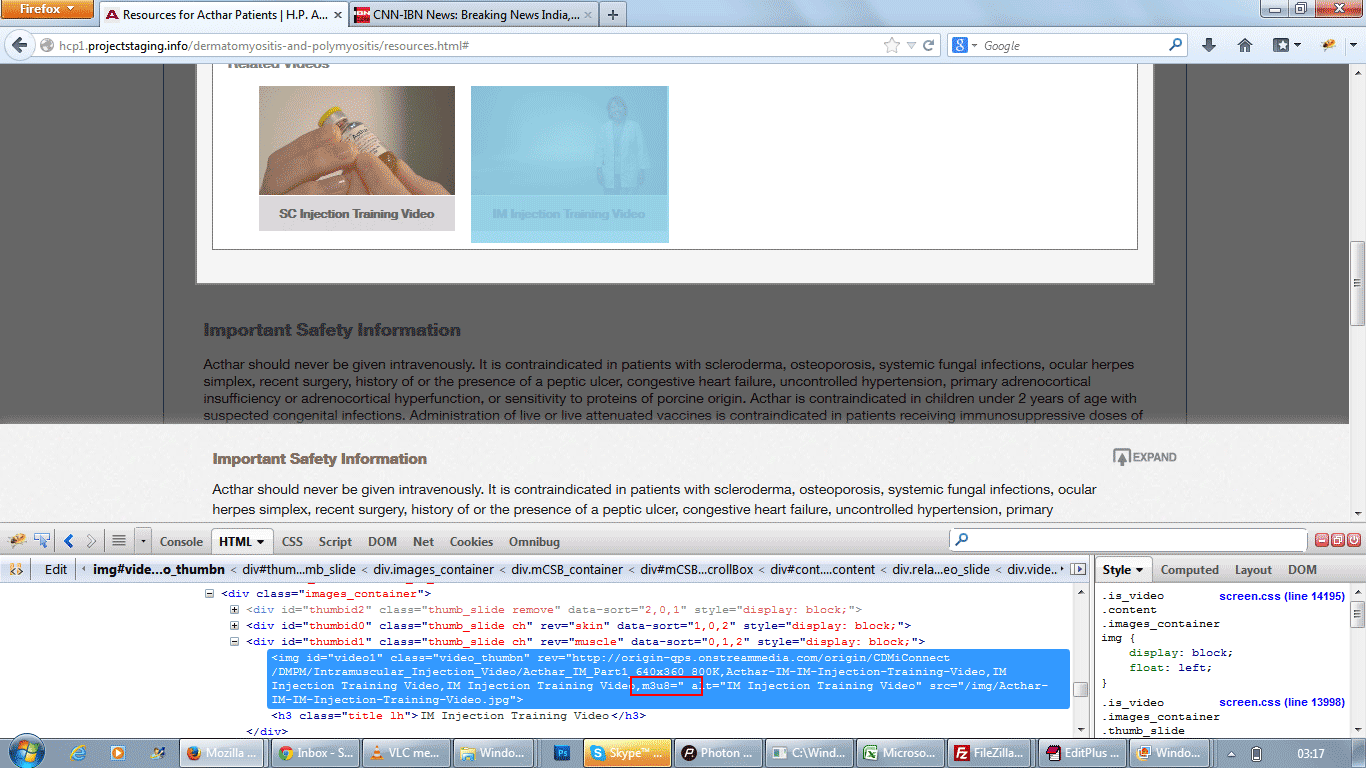 Firefox
Resources for Acthar Patients | H.P. A...
CNN-IBN News: Breaking News India,...
hcp1.projectstaging.info/dermatomyositis-and-polymyositis/resources.html#
Google
Related Videos
SC Injection Training Video
IM Injection Training Video
Important Safety Information
Acthar should never be given intravenously. It is contraindicated in patients with scleroderma, osteoporosis, systemic fungal infections, ocular herpes
simplex, recent surgery, history of or the presence of a peptic ulcer, congestive heart failure, uncontrolled hypertension, primary adrenocortical
insufficiency or adrenocortical hyperfunction, or sensitivity to proteins of porcine origin. Acthar is contraindicated in children under 2 years of age with
suspected congenital infections. Administration of live or live attenuated vaccines is contraindicated in patients receiving immunosuppressive doses of
Important Safety Information
EXPAND
Acthar should never be given intravenously. It is contraindicated in patients with scleroderma, osteoporosis, systemic fungal infections, ocular
herpes simplex, recent surgery, history of or the presence of a peptic ulcer, congestive heart failure, uncontrolled hypertension, primary
Console HTML CSS Script DOM Net Cookies Omnibug
Edit img#vide...o_thumbn < div#thum...mb_slide < div.images_container < div.mCSB_container < div#mCSB...crollBox < div#cont....content < div.rela...eo_slide < div.vide..
<div class="images_container">
<div id="thumbid2" class="thumb_slide remove" data-sort="2,0,1" style="display: block;">
<div id="thumbid0" class="thumb_slide ch" rev="skin" data-sort="1,0,2" style="display: block;">
<div id="thumbid1" class="thumb_slide ch" rev="muscle" data-sort="0,1,2" style="display: block;">
<img id="video1" class="video_thumbn" rev="http://origin-qps.onstreammedia.com/origin/CDMiConnect
/DMPM/Intramuscular_Injection_Video/Acthar_IM_Part1_640x360_800K,Acthar-IM-IM-Injection-Training-Video,IM
Injection Training Video,IM Injection Training Video,m3u8=" alt="IM Injection Training Video" src="/img/Acthar-
IM-IM-Injection-Training-Video.jpg">
<h3 class="title lh">IM Injection Training Video</h3>
</div>
Style Computed Layout DOM
.is_video screen.css (line 14195)
.content
.images_container
img {
display: block;
float: left;
}
.is_video screen.css (line 13998)
.images_container
.thumb_slide
Mozilla ... Inbox - S... VLC me... Windo... Ps Skype™ ... Photon ... C:\Wind... Microso... FileZilla... EditPlus ... Windo... 03:17